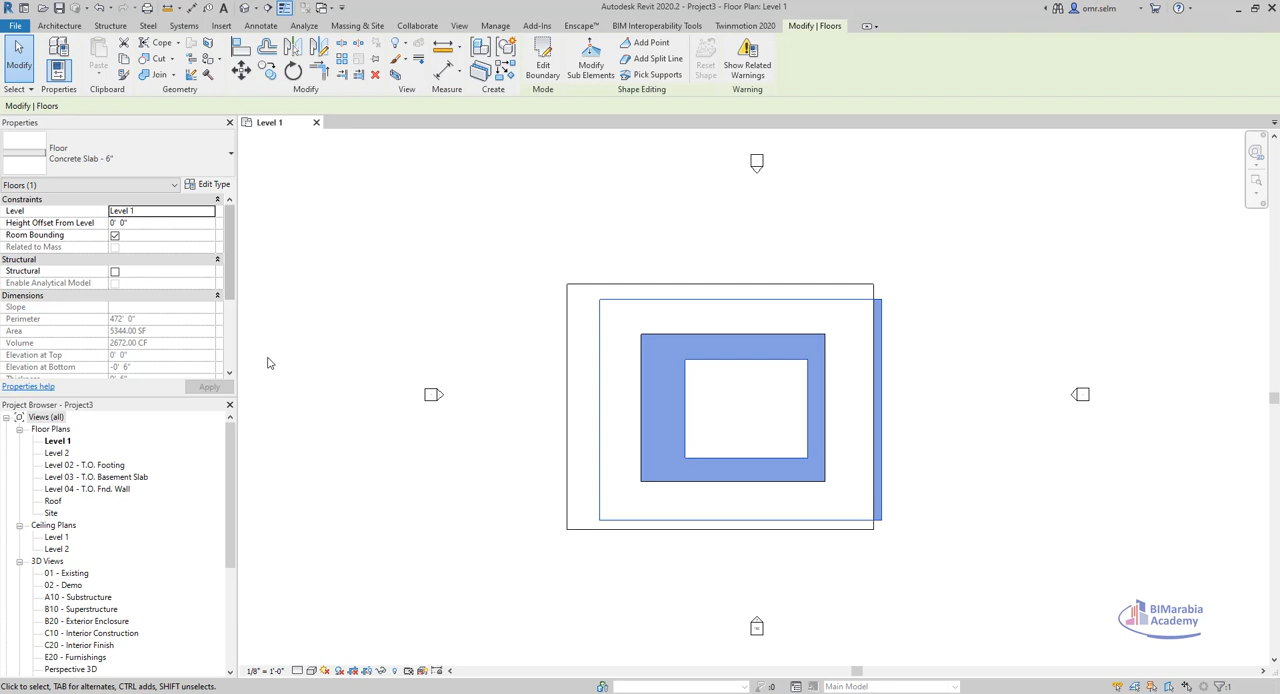 Autodesk Revit 2020.2 - Project3 - Floor Plan: Level 1
omr.selm
File
Architecture
Structure
Steel
Systems
Insert
Annotate
Analyze
Massing & Site
Collaborate
View
Manage
Add-Ins
Enscape™
BIM Interoperability Tools
Twinmotion 2020
Modify | Floors
Modify
Paste
Cope
Cut
Join
Edit
Boundary
Modify
Sub Elements
Add Point
Add Split Line
Pick Supports
Reset
Shape
Show Related
Warnings
Select
Properties
Clipboard
Geometry
Modify
View
Measure
Create
Mode
Shape Editing
Warning
Modify | Floors
Properties
Level 1
Floor
Concrete Slab - 6"
Floors (1)
Edit Type
Constraints
Level
Level 1
Height Offset From Level
0' 0"
Room Bounding
Related to Mass
Structural
Structural
Enable Analytical Model
Dimensions
Slope
Perimeter
472' 0"
Area
5344.00 SF
Volume
2672.00 CF
Elevation at Top
0' 0"
Elevation at Bottom
-0' 6"
Properties help
Apply
Project Browser - Project3
Views (all)
Floor Plans
Level 1
Level 2
Level 02 - T.O. Footing
Level 03 - T.O. Basement Slab
Level 04 - T.O. Fnd. Wall
Roof
Site
Ceiling Plans
Level 1
Level 2
3D Views
01 - Existing
02 - Demo
A10 - Substructure
B10 - Superstructure
B20 - Exterior Enclosure
C10 - Interior Construction
C20 - Interior Finish
E20 - Furnishings
Perspective 3D
BIMarabia
Academy
1/8" = 1'-0"
Click to select, TAB for alternates, CTRL adds, SHIFT unselects.
:0
Main Model
:1